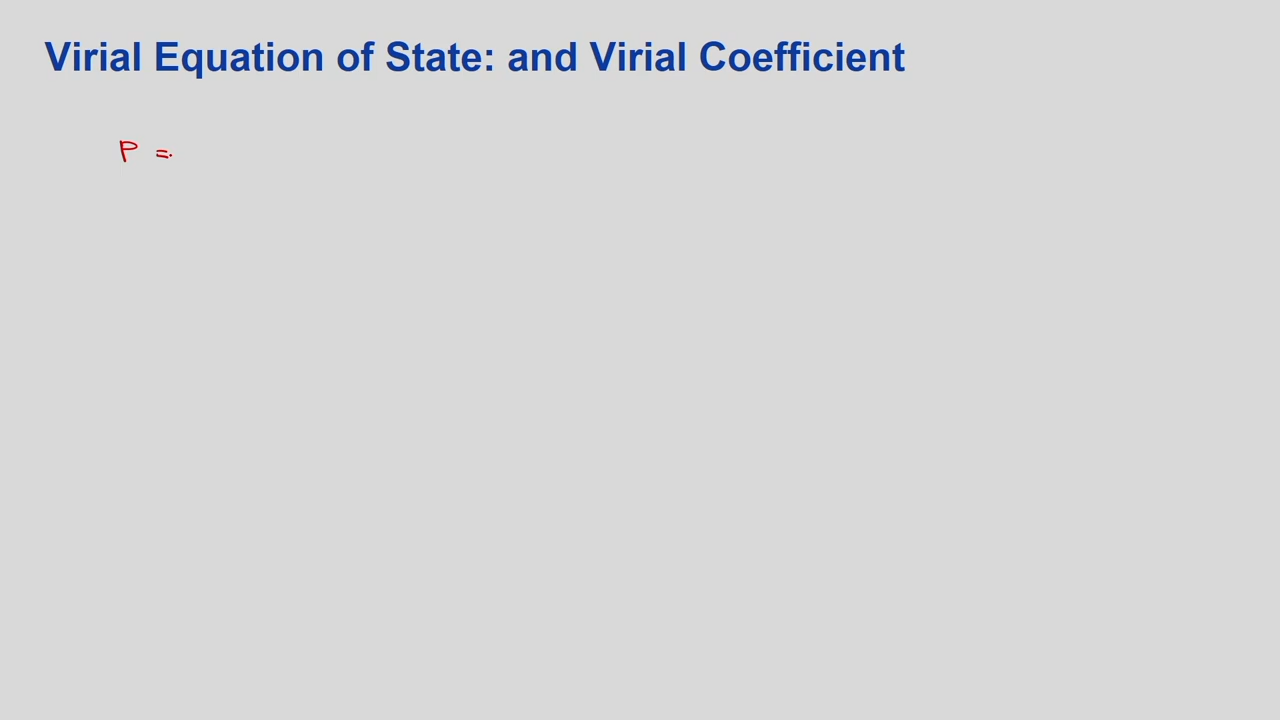 Virial Equation of State: and Virial Coefficient
P =